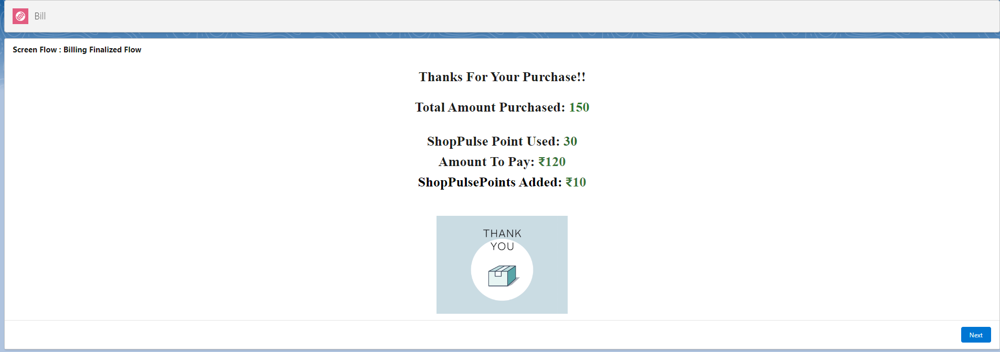 Bill
Screen Flow : Billing Finalized Flow
Thanks For Your Purchase!!
Total Amount Purchased: 150
ShopPulse Point Used: 30
Amount To Pay: ₹120
ShopPulsePoints Added: ₹10
THANK
YOU
Next